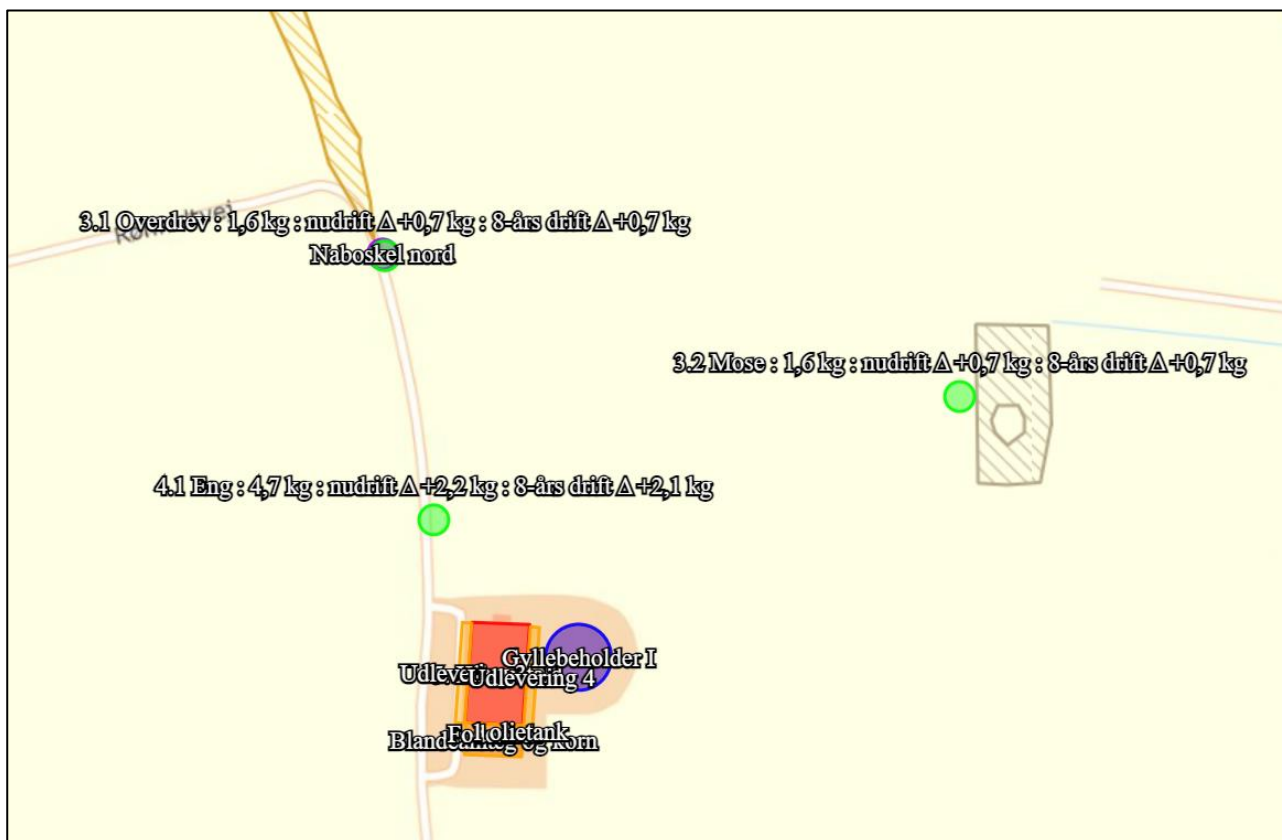 3.1 Overdrev : 1,6 kg : nudrift Δ +0,7 kg : 8-års drift Δ +0,7 kg
Naboskel nord
3.2 Mose : 1,6 kg : nudrift Δ +0,7 kg : 8-års drift Δ +0,7 kg
4.1 Eng : 4,7 kg : nudrift Δ +2,2 kg : 8-års drift Δ +2,1 kg
Gyllebeholder I
Udlevering 4
olietank
korn